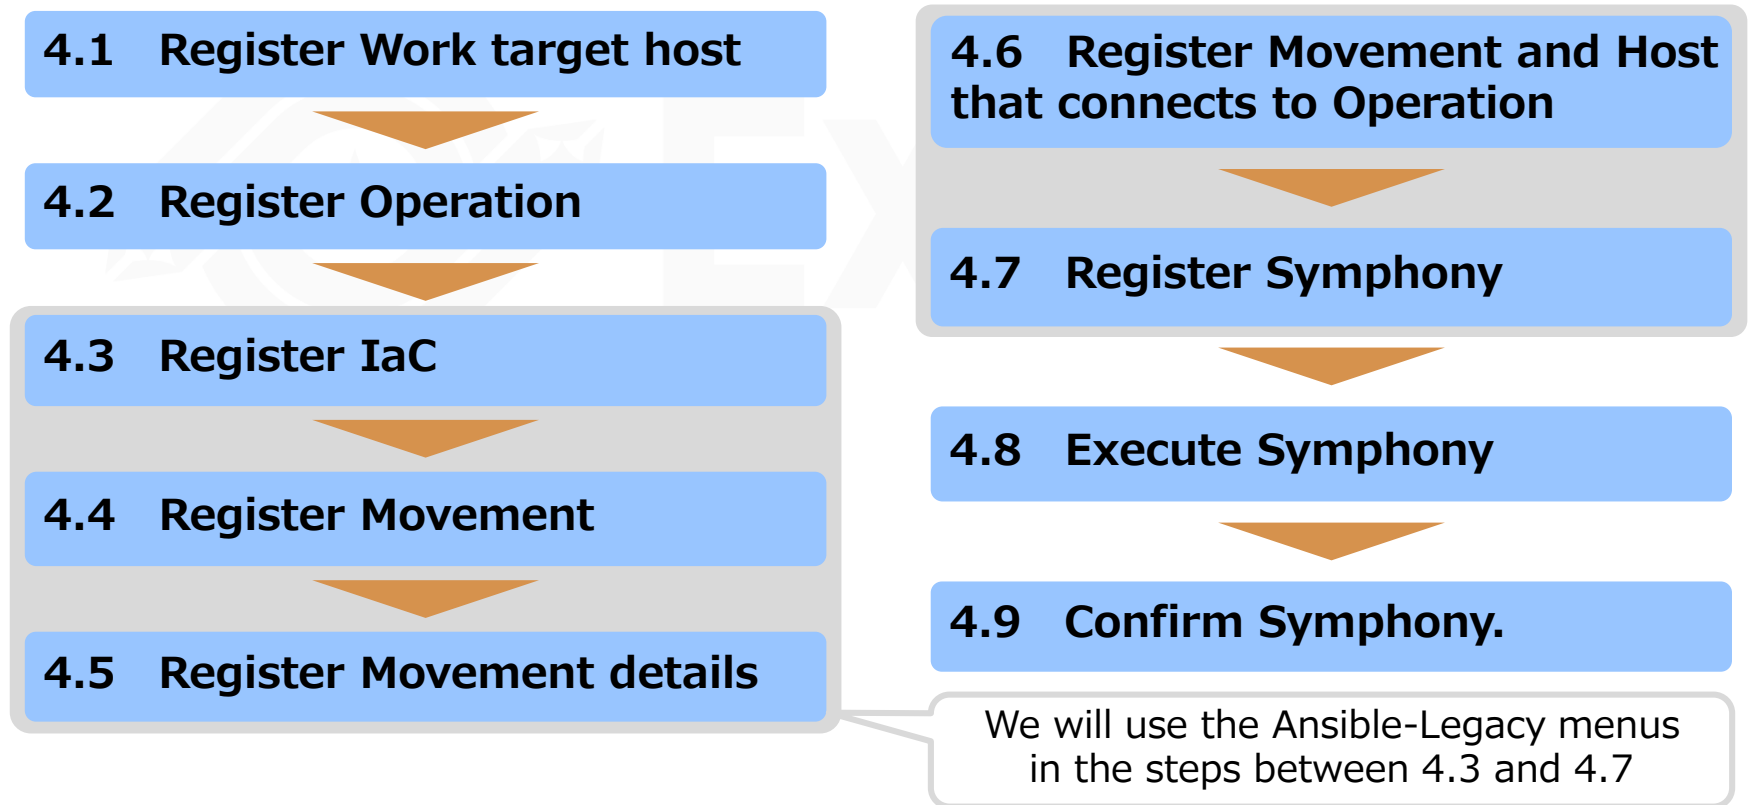 4.1 Register Work target host
4.2 Register Operation
4.3 Register IaC
4.4 Register Movement
4.5 Register Movement details
4.6 Register Movement and Host
that connects to Operation
4.7 Register Symphony
4.8 Execute Symphony
4.9 Confirm Symphony.
We will use the Ansible-Legacy menus
in the steps between 4.3 and 4.7